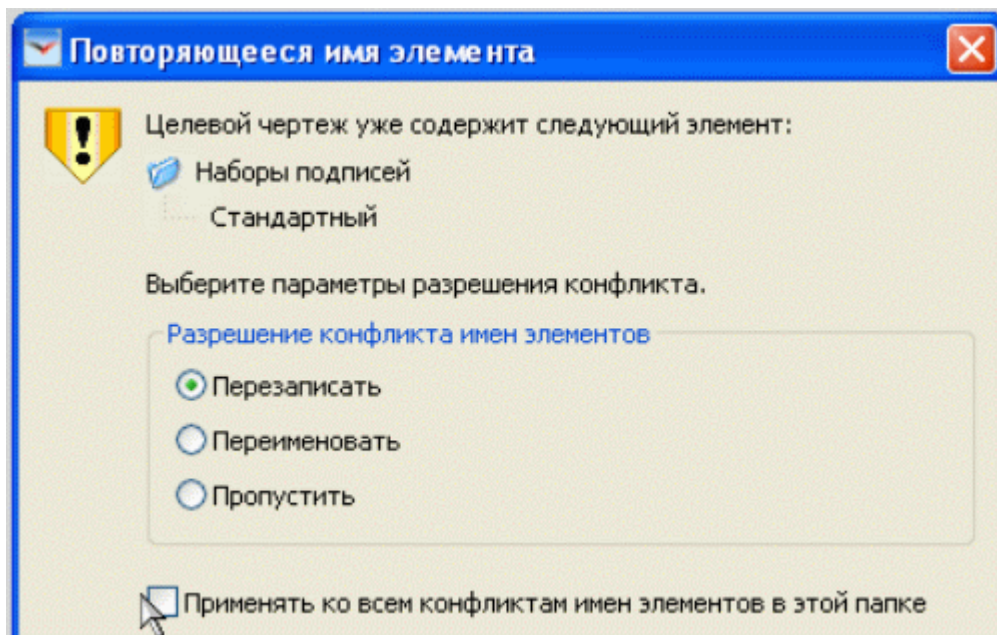 Повторяющееся имя элемента
Целевой чертеж уже содержит следующий элемент:
Наборы подписей
Стандартный
Выберите параметры разрешения конфликта.
Разрешение конфликта имен элементов
Перезаписать
Переименовать
Пропустить
Применять ко всем конфликтам имен элементов в этой папке